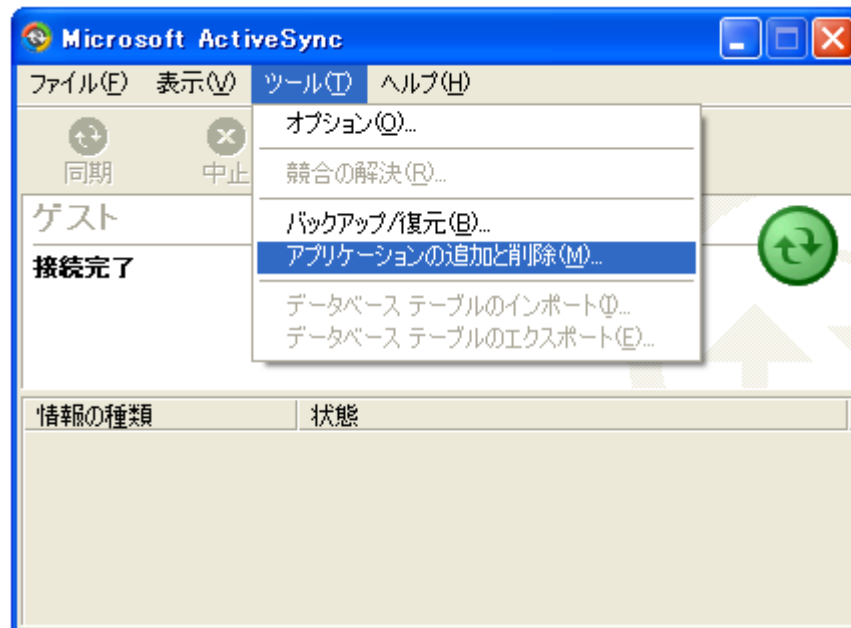 Microsoft ActiveSync
ファイル(F) 表示(V) ツール(T) ヘルプ(H)
オプション(O)...
同期 中止
競合の解決(R)...
ゲスト
バックアップ/復元(B)...
アプリケーションの追加と削除(M)...
接続完了
データベース テーブルのインポート(I)...
データベース テーブルのエクスポート(E)...
情報の種類 状態